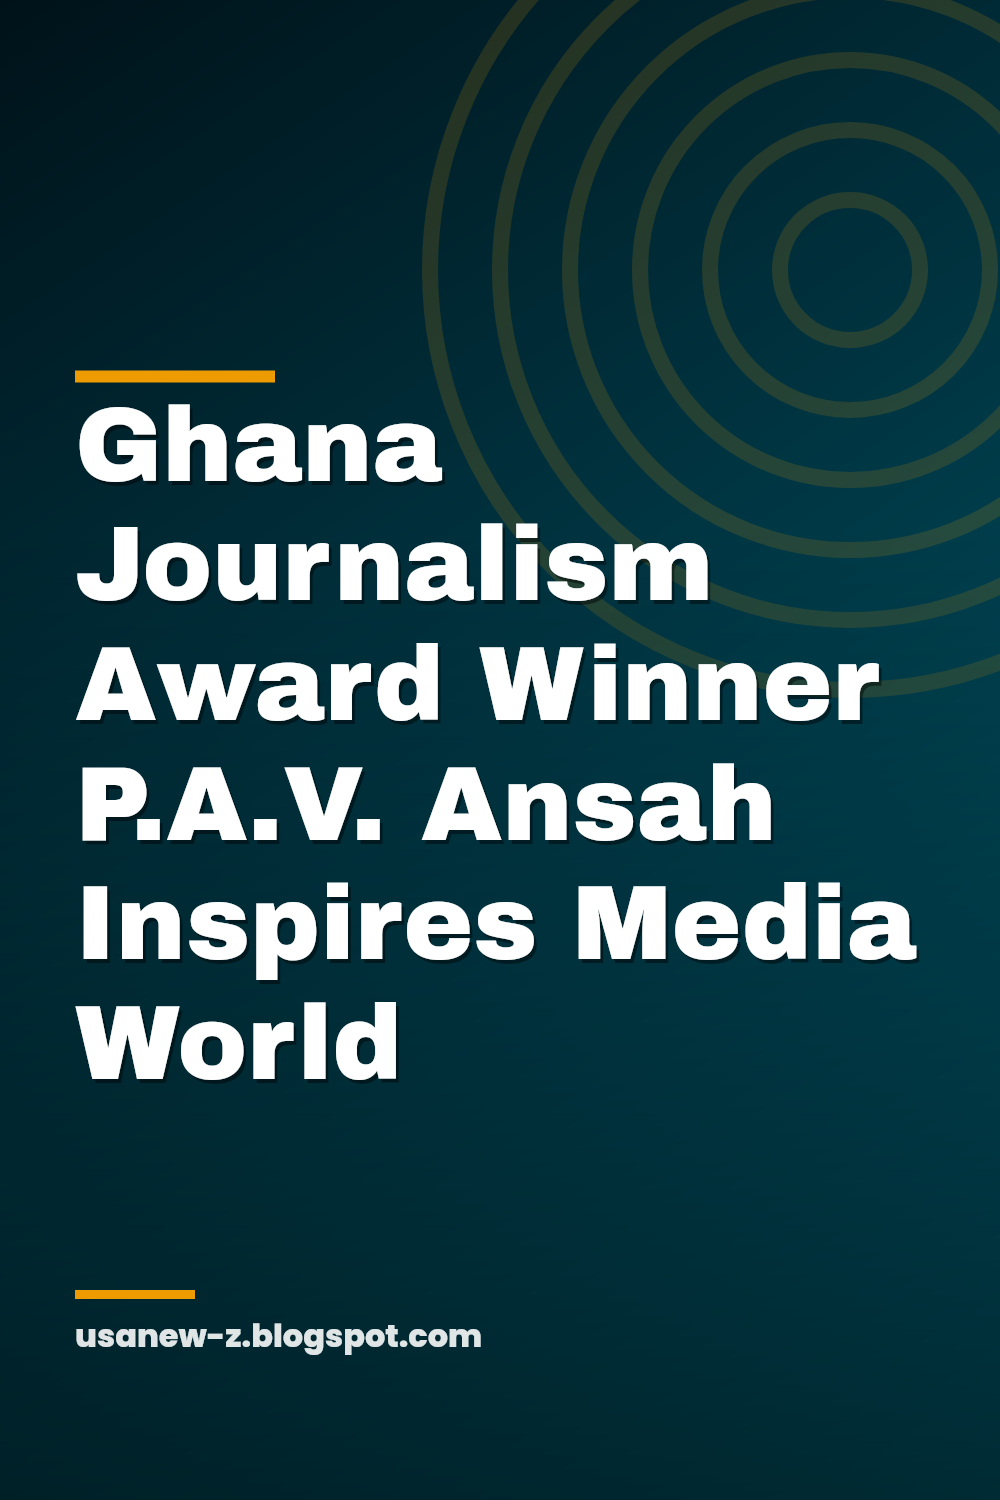 Ghana
Journalism
Award Winner
P.A.V. Ansah
Inspires Media
World
usanew-z.blogspot.com